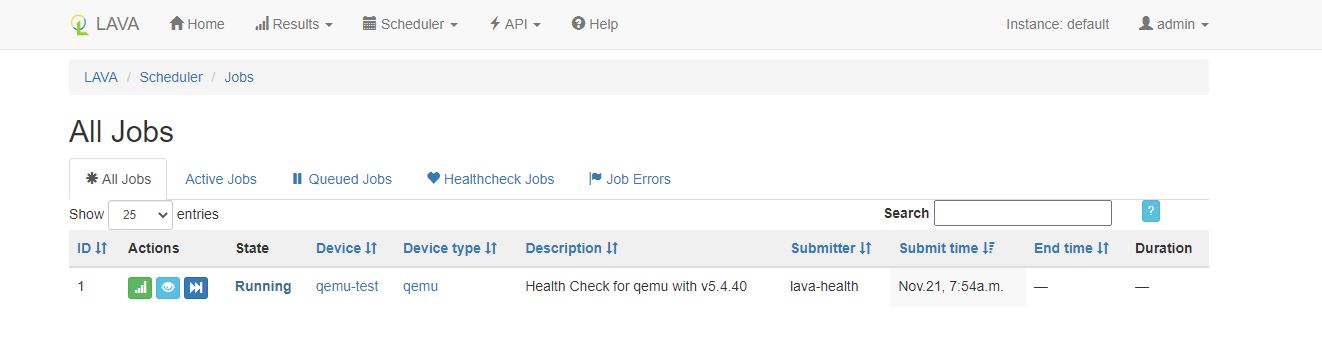 LAVA Home Results Scheduler API Help Instance: default admin
LAVA / Scheduler / Jobs
All Jobs
All Jobs Active Jobs Queued Jobs Healthcheck Jobs Job Errors
Show 25 entries Search ?
ID Actions State Device Device type Description Submitter Submit time End time Duration
1 Running qemu-test qemu Health Check for qemu with v5.4.40 lava-health Nov.21, 7:54a.m. — —